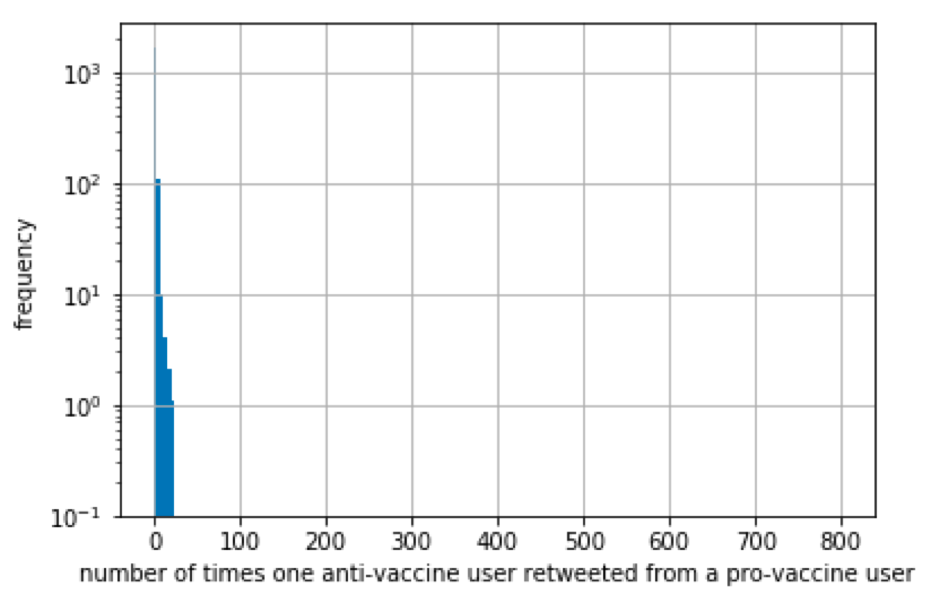 10³
10²
10¹
10⁰
10⁻¹
frequency
0 100 200 300 400 500 600 700 800
number of times one anti-vaccine user retweeted from a pro-vaccine user